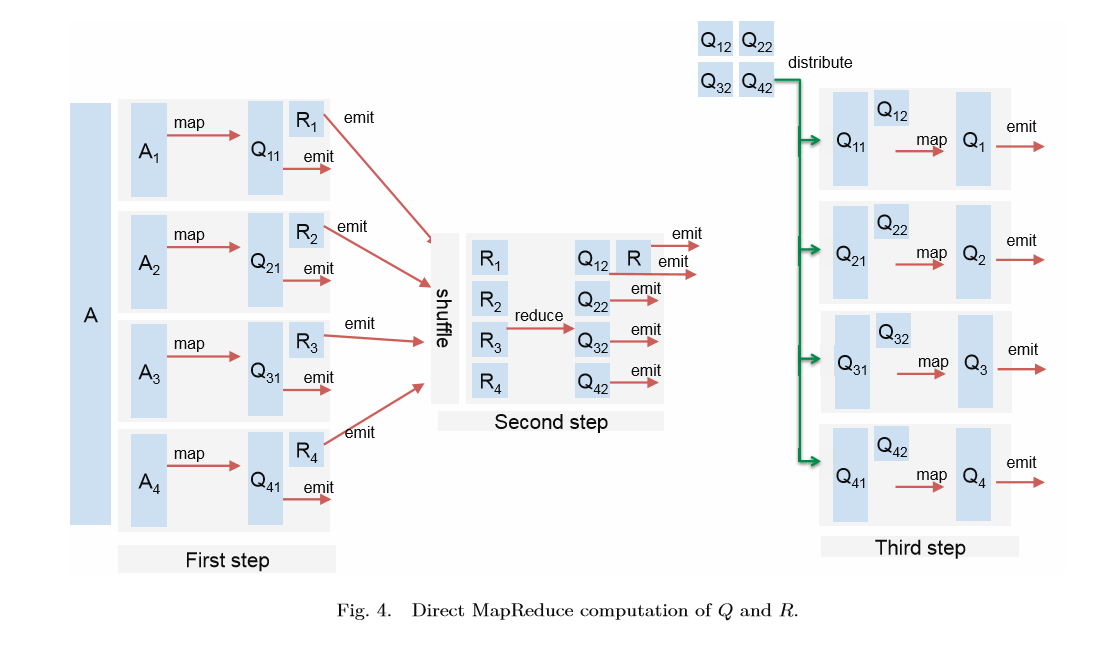 A
A1
map
Q11
R1
emit
emit
A2
map
Q21
R2
emit
emit
A3
map
Q31
R3
emit
emit
A4
map
Q41
R4
emit
emit
First step
shuffle
R1
R2
R3
R4
reduce
Q12
R
emit
emit
Q22
emit
Q32
emit
Q42
emit
Second step
Q12 Q22
Q32 Q42
distribute
Q11
Q12
map
Q1
emit
Q21
Q22
map
Q2
emit
Q31
Q32
map
Q3
emit
Q41
Q42
map
Q4
emit
Third step
Fig. 4. Direct MapReduce computation of Q and R.